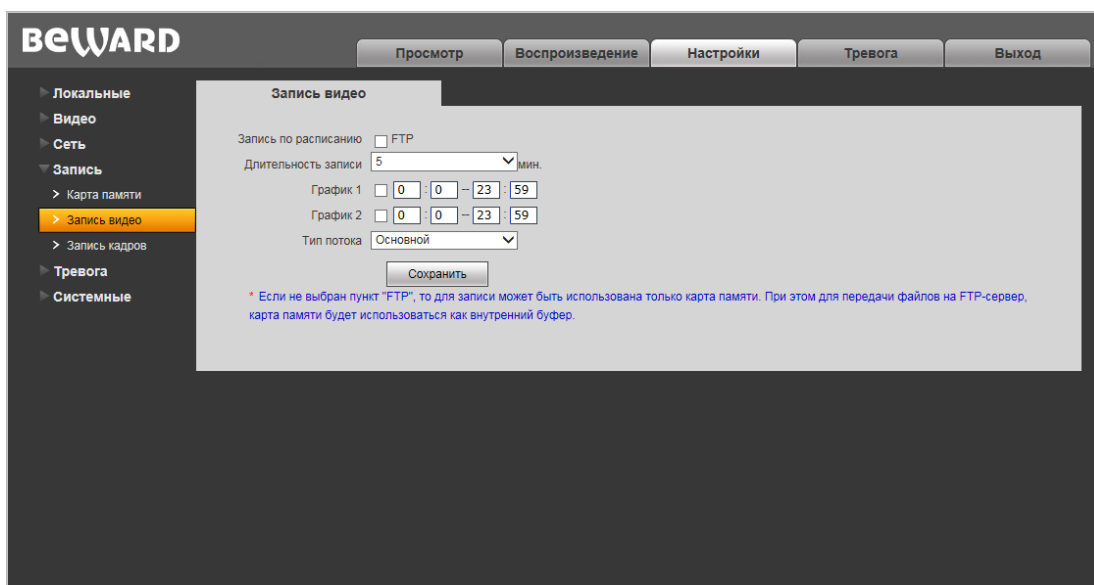 BEWARD
Просмотр Воспроизведение Настройки Тревога Выход
Локальные
Видео
Сеть
Запись
> Карта памяти
> Запись видео
> Запись кадров
Тревога
Системные
Запись видео
Запись по расписанию FTP
Длительность записи 5 мин.
График 1 0 : 0 -- 23 : 59
График 2 0 : 0 -- 23 : 59
Тип потока Основной
Сохранить
* Если не выбран пункт "FTP", то для записи может быть использована только карта памяти. При этом для передачи файлов на FTP-сервер,
карта памяти будет использоваться как внутренний буфер.